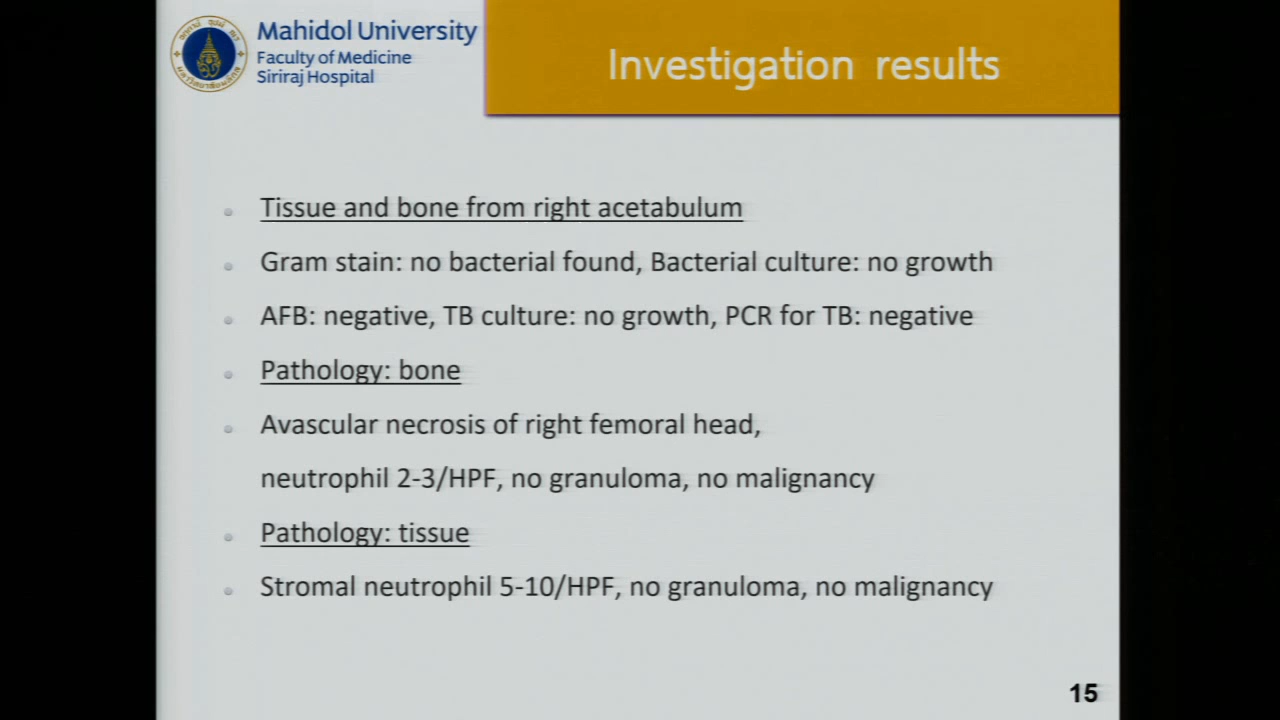 Mahidol University
Faculty of Medicine
Siriraj Hospital
Investigation results
Tissue and bone from right acetabulum
Gram stain: no bacterial found, Bacterial culture: no growth
AFB: negative, TB culture: no growth, PCR for TB: negative
Pathology: bone
Avascular necrosis of right femoral head,
neutrophil 2-3/HPF, no granuloma, no malignancy
Pathology: tissue
Stromal neutrophil 5-10/HPF, no granuloma, no malignancy
15